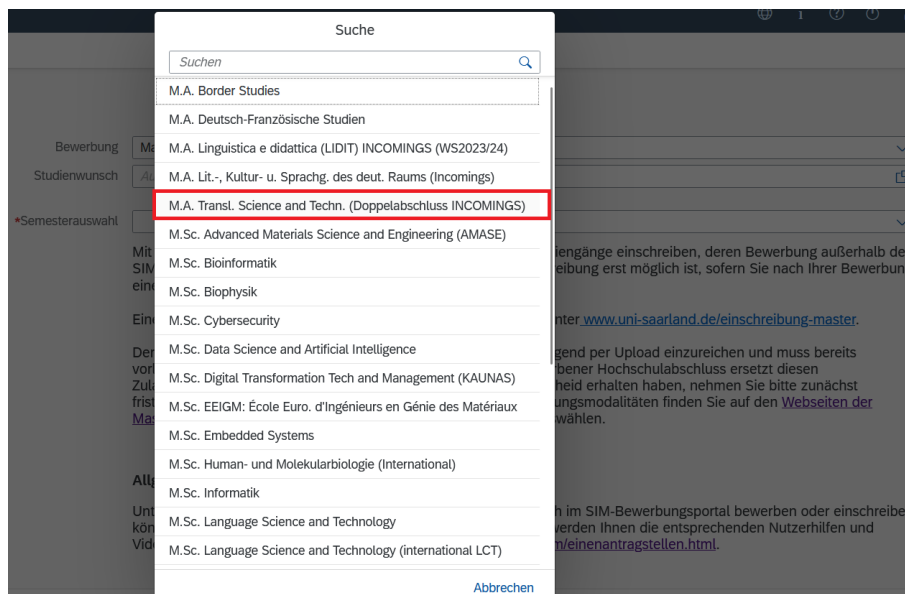 Suche
Suchen
M.A. Border Studies
M.A. Deutsch-Französische Studien
Bewerbung
M.A. Linguistica e didattica (LIDIT) INCOMINGS (WS2023/24)
Studienwunsch
M.A. Lit.-, Kultur- u. Sprachg. des deut. Raums (Incomings)
M.A. Transl. Science and Techn. (Doppelabschluss INCOMINGS)
*Semesterauswahl
M.Sc. Advanced Materials Science and Engineering (AMASE)
Mit iengänge einschreiben, deren Bewerbung außerhalb de
M.Sc. Bioinformatik
SIM eibung erst möglich ist, sofern Sie nach Ihrer Bewerbun
eine
M.Sc. Biophysik
M.Sc. Cybersecurity
Eine nter www.uni-saarland.de/einschreibung-master.
M.Sc. Data Science and Artificial Intelligence
Der gend per Upload einzureichen und muss bereits
vorl bener Hochschulabschluss ersetzt diesen
M.Sc. Digital Transformation Tech and Management (KAUNAS)
Zula heid erhalten haben, nehmen Sie bitte zunächst
frist ungsmodalitäten finden Sie auf den Webseiten der
M.Sc. EEIGM: École Euro. d'Ingénieurs en Génie des Matériaux
Mas wählen.
M.Sc. Embedded Systems
M.Sc. Human- und Molekularbiologie (International)
Allg
M.Sc. Informatik
Unt h im SIM-Bewerbungsportal bewerben oder einschreibe
M.Sc. Language Science and Technology
kön verden Ihnen die entsprechenden Nutzerhilfen und
Vide m/einenantragstellen.html.
M.Sc. Language Science and Technology (international LCT)
Abbrechen